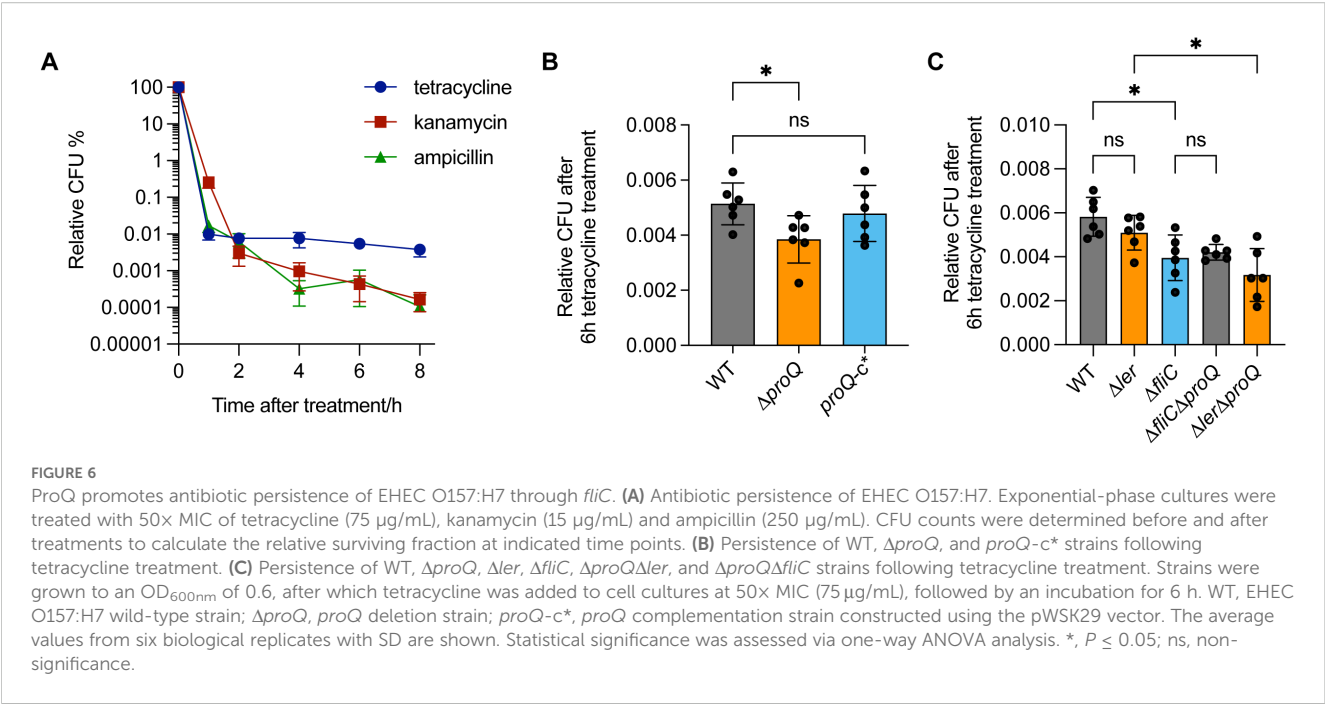 A
100
10
1
0.1
0.01
0.001
0.0001
0.00001
Relative CFU %
0 2 4 6 8
Time after treatment/h
tetracycline
kanamycin
ampicillin
B
*
ns
0.008
0.006
0.004
0.002
0.000
Relative CFU after
6h tetracycline treatment
WT
ΔproQ
proQ-c*
C
*
*
ns
ns
0.010
0.008
0.006
0.004
0.002
0.000
Relative CFU after
6h tetracycline treatment
WT
Δler
ΔfliC
ΔfliCΔproQ
ΔlerΔproQ
FIGURE 6
ProQ promotes antibiotic persistence of EHEC O157:H7 through fliC. (A) Antibiotic persistence of EHEC O157:H7. Exponential-phase cultures were
treated with 50× MIC of tetracycline (75 µg/mL), kanamycin (15 µg/mL) and ampicillin (250 µg/mL). CFU counts were determined before and after
treatments to calculate the relative surviving fraction at indicated time points. (B) Persistence of WT, ΔproQ, and proQ-c* strains following
tetracycline treatment. (C) Persistence of WT, ΔproQ, Δler, ΔfliC, ΔproQΔler, and ΔproQΔfliC strains following tetracycline treatment. Strains were
grown to an OD600nm of 0.6, after which tetracycline was added to cell cultures at 50× MIC (75 µg/mL), followed by an incubation for 6 h. WT, EHEC
O157:H7 wild-type strain; ΔproQ, proQ deletion strain; proQ-c*, proQ complementation strain constructed using the pWSK29 vector. The average
values from six biological replicates with SD are shown. Statistical significance was assessed via one-way ANOVA analysis. *, P ≤ 0.05; ns, non-
significance.